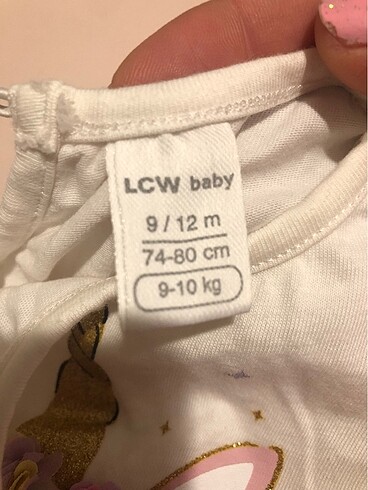 LCW baby
9 / 12 m
74-80 cm
9-10 kg